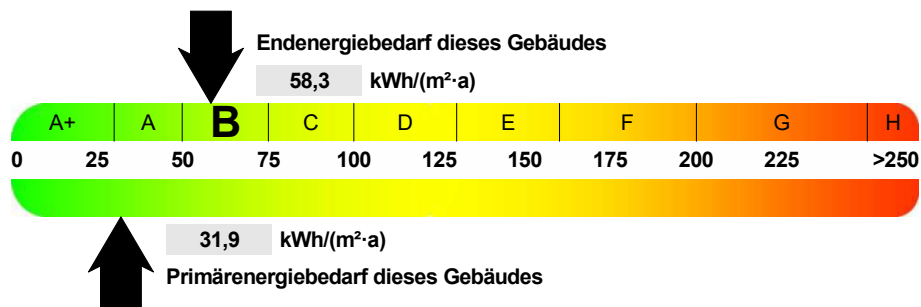 Endenergiebedarf dieses Gebäudes
58,3 kWh/(m²·a)
A+ A B C D E F G H
0 25 50 75 100 125 150 175 200 225 >250
31,9 kWh/(m²·a)
Primärenergiebedarf dieses Gebäudes